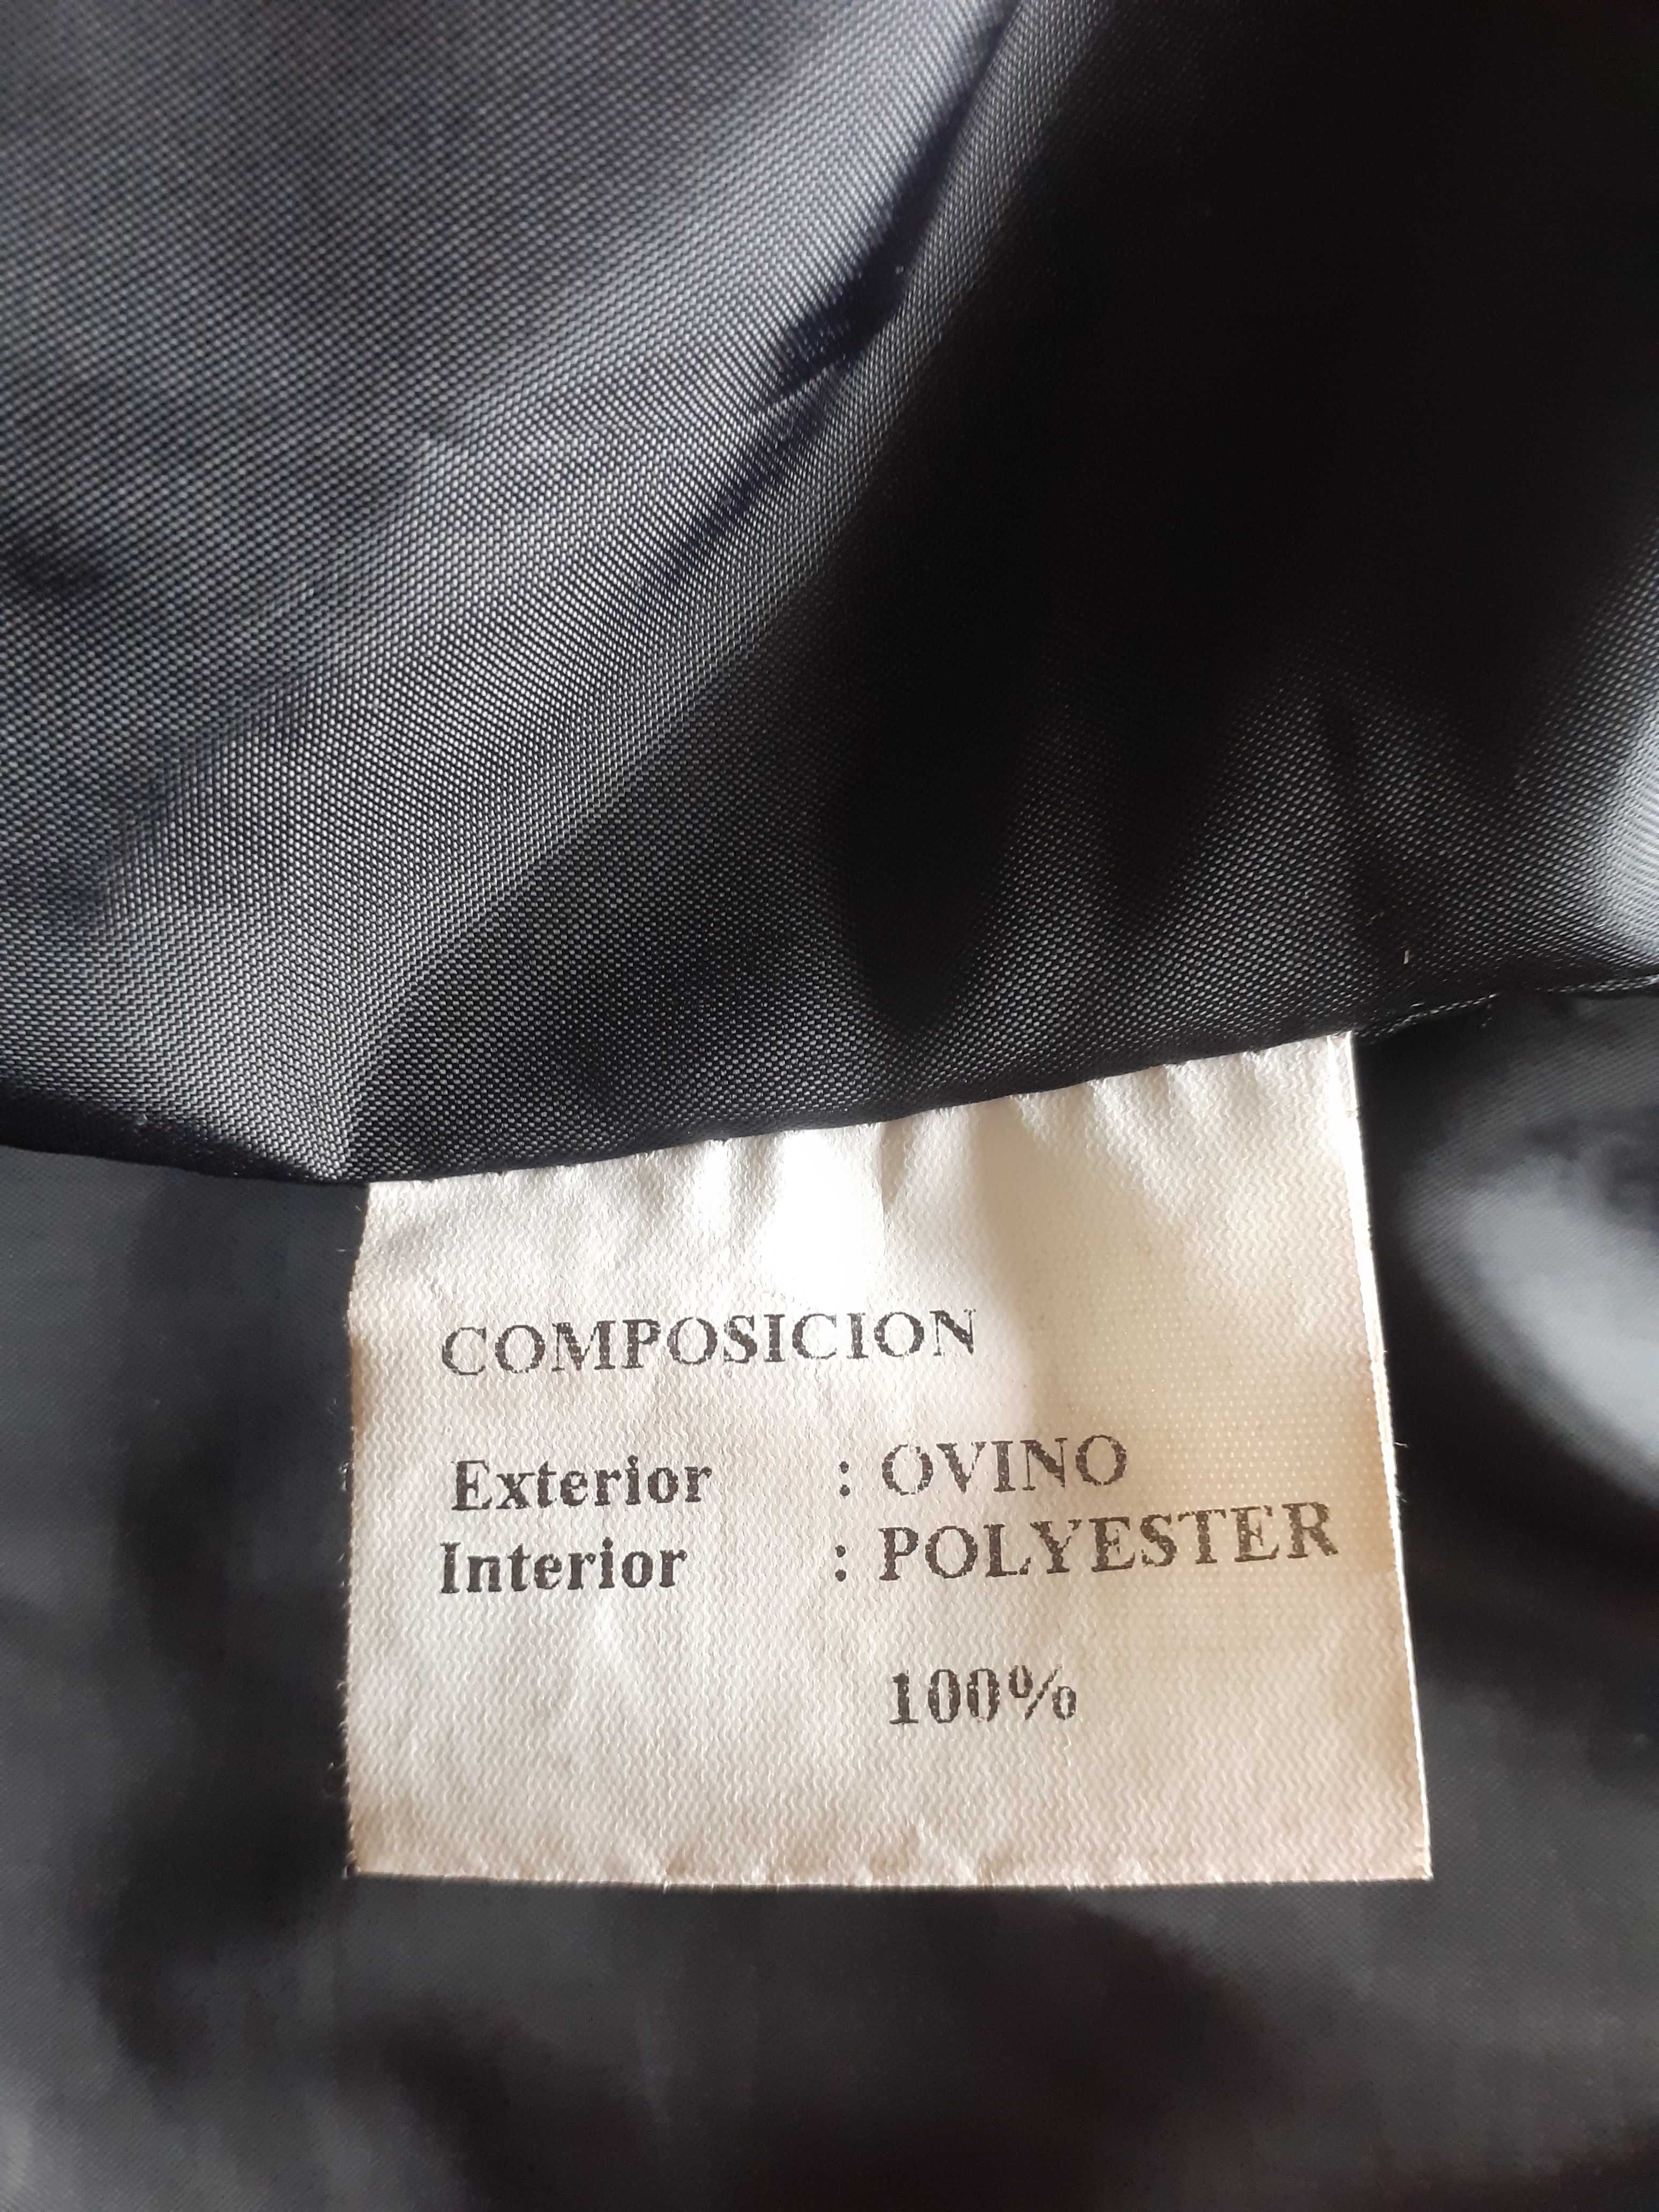 COMPOSICION
Exterior : OVINO
Interior : POLYESTER
100%